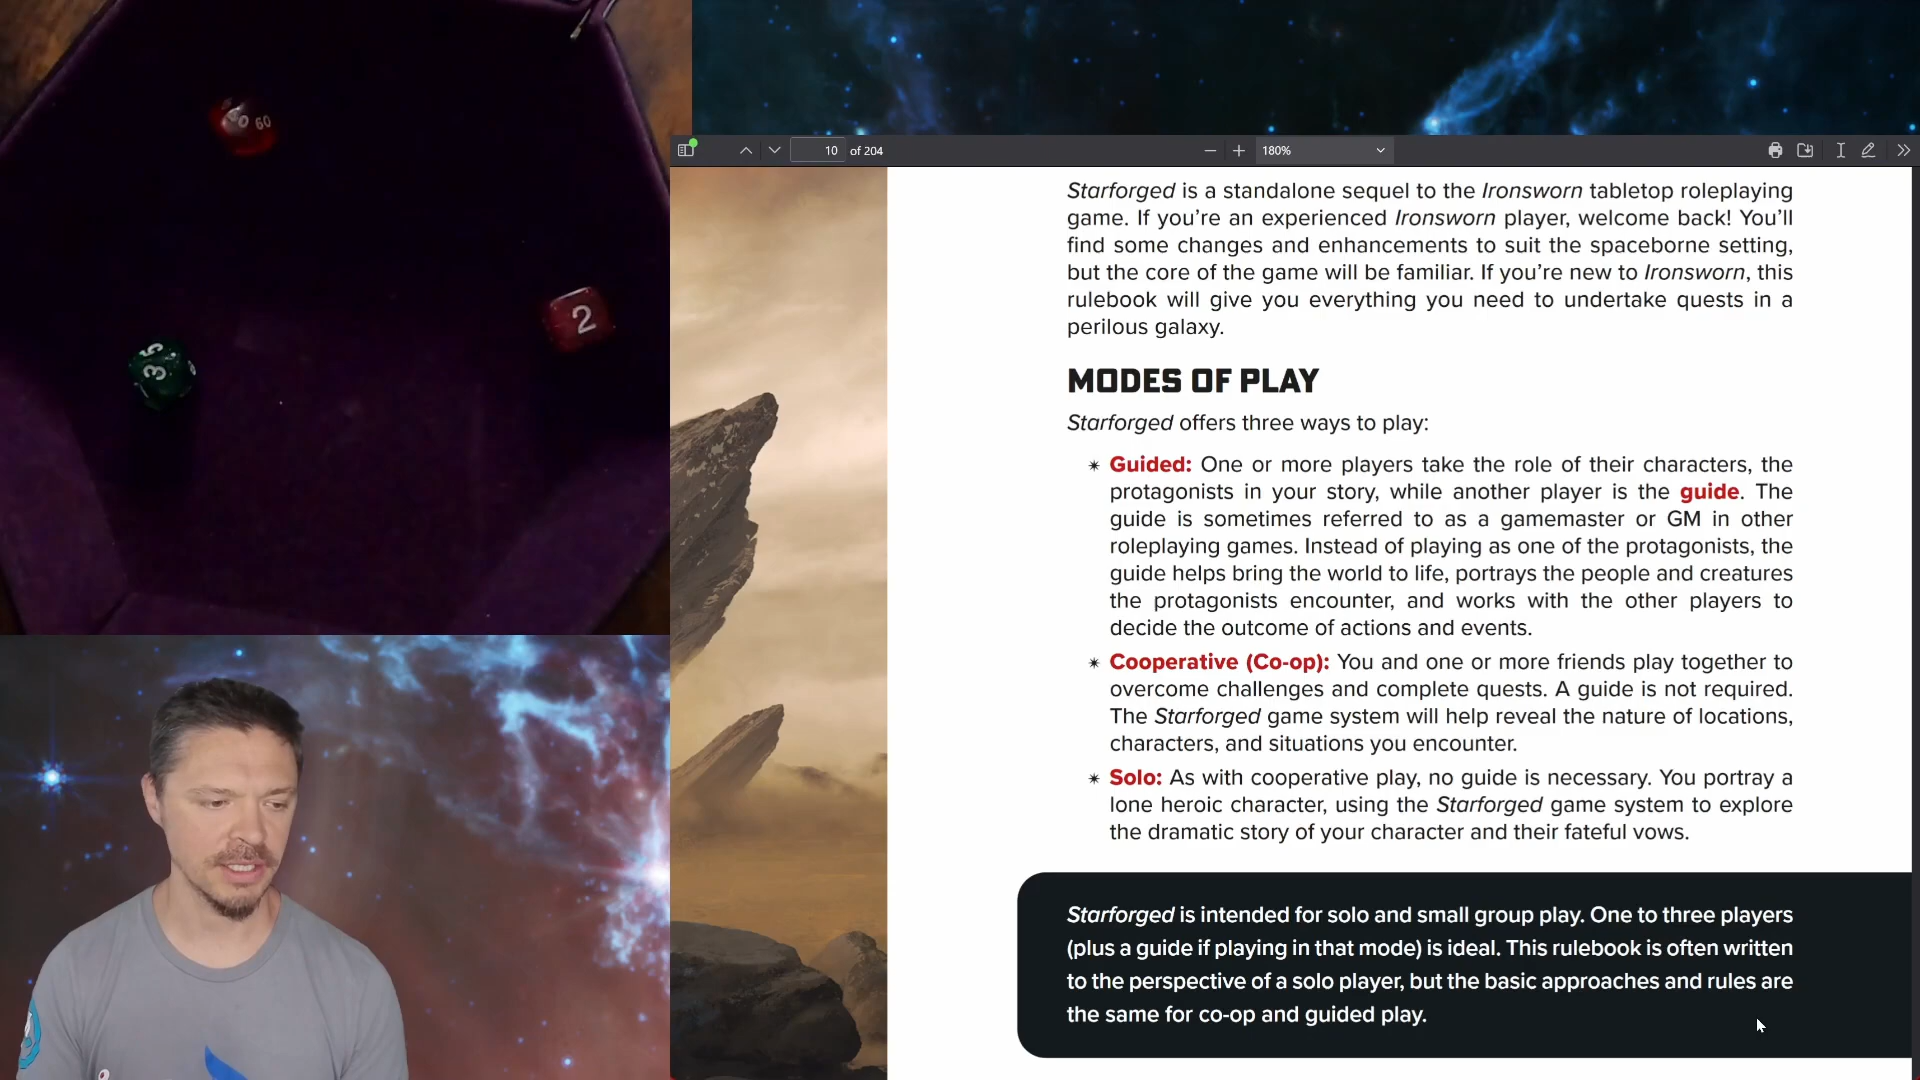 60
2
35
10 of 204
180%
Starforged is a standalone sequel to the Ironsworn tabletop roleplaying
game. If you’re an experienced Ironsworn player, welcome back! You’ll
find some changes and enhancements to suit the spaceborne setting,
but the core of the game will be familiar. If you’re new to Ironsworn, this
rulebook will give you everything you need to undertake quests in a
perilous galaxy.
MODES OF PLAY
Starforged offers three ways to play:
Guided: One or more players take the role of their characters, the
protagonists in your story, while another player is the guide. The
guide is sometimes referred to as a gamemaster or GM in other
roleplaying games. Instead of playing as one of the protagonists, the
guide helps bring the world to life, portrays the people and creatures
the protagonists encounter, and works with the other players to
decide the outcome of actions and events.
Cooperative (Co-op): You and one or more friends play together to
overcome challenges and complete quests. A guide is not required.
The Starforged game system will help reveal the nature of locations,
characters, and situations you encounter.
Solo: As with cooperative play, no guide is necessary. You portray a
lone heroic character, using the Starforged game system to explore
the dramatic story of your character and their fateful vows.
Starforged is intended for solo and small group play. One to three players
(plus a guide if playing in that mode) is ideal. This rulebook is often written
to the perspective of a solo player, but the basic approaches and rules are
the same for co-op and guided play.